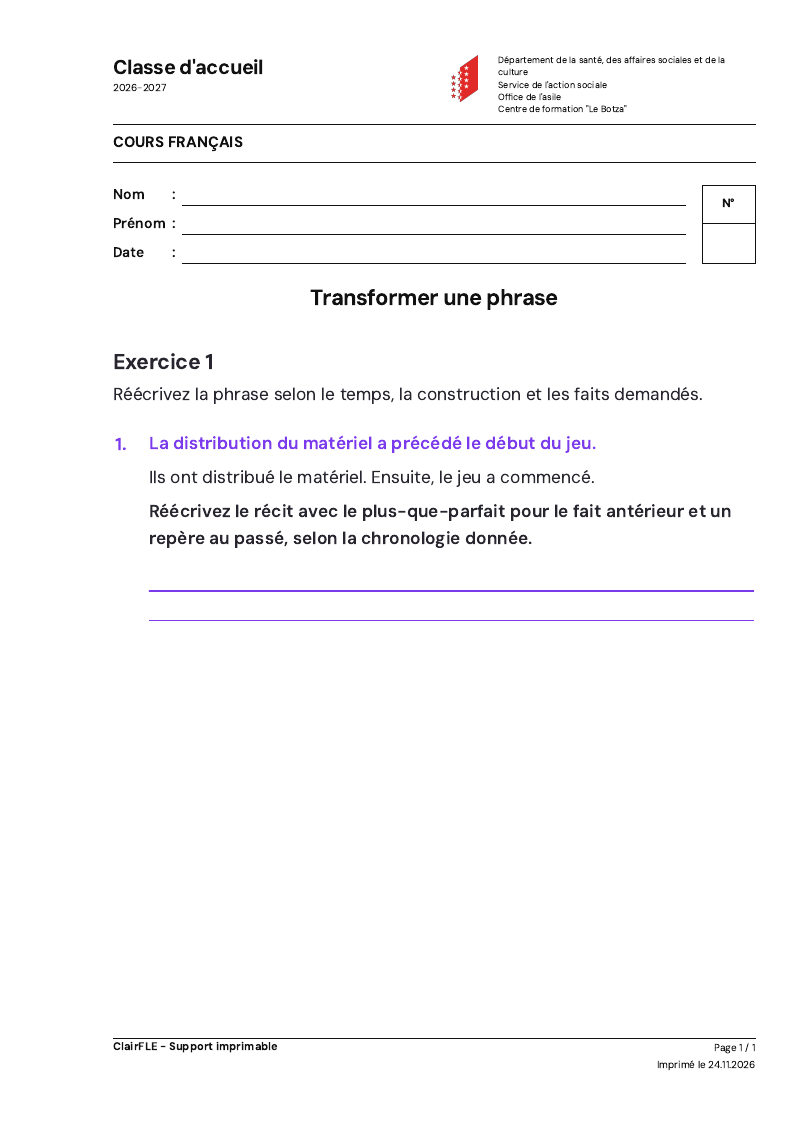 Classe d'accueil
2026-2027
Département de la santé, des affaires sociales et de la
culture
Service de l'action sociale
Office de l'asile
Centre de formation "Le Botza"
COURS FRANÇAIS
Nom :
Prénom :
Date :
N°
Transformer une phrase
Exercice 1
Réécrivez la phrase selon le temps, la construction et les faits demandés.
1. La distribution du matériel a précédé le début du jeu.
Ils ont distribué le matériel. Ensuite, le jeu a commencé.
Réécrivez le récit avec le plus-que-parfait pour le fait antérieur et un
repère au passé, selon la chronologie donnée.
ClairFLE - Support imprimable
Page 1 / 1
Imprimé le 24.11.2026